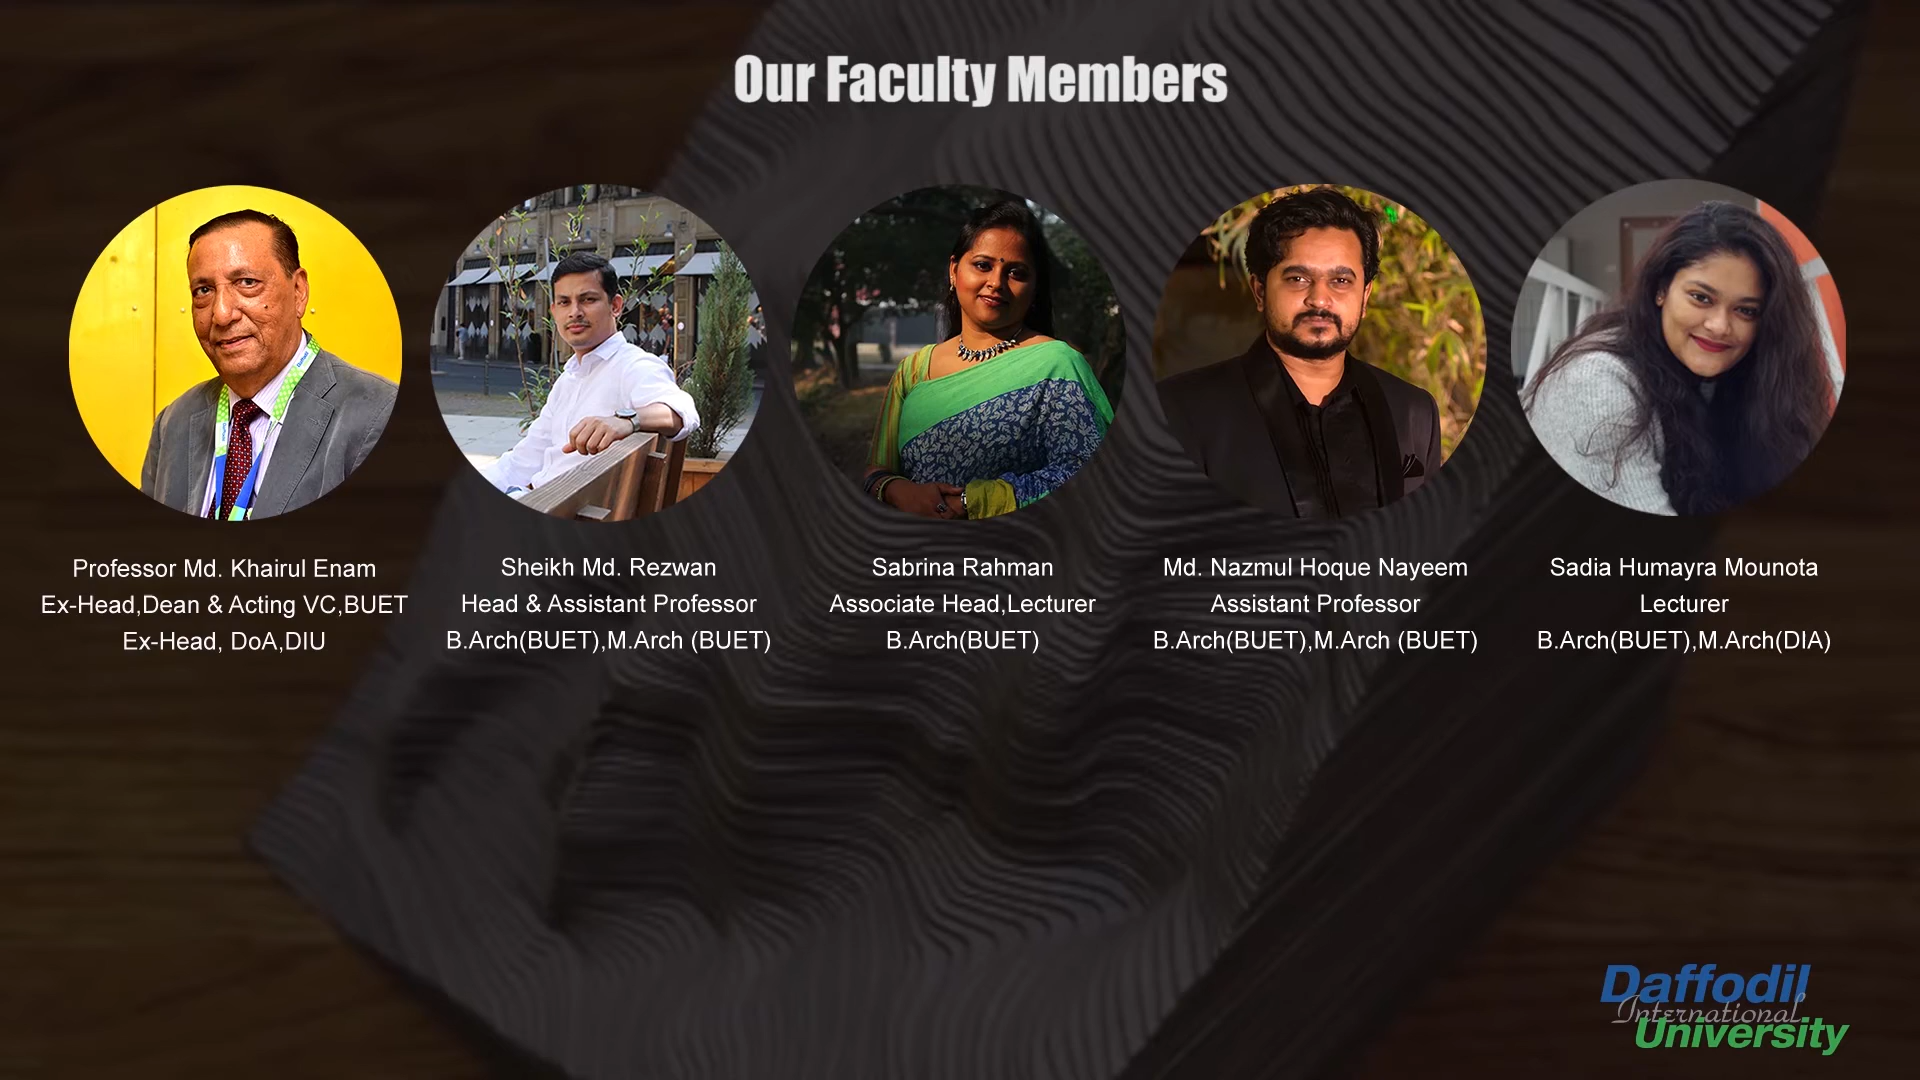 Our Faculty Members
Professor Md. Khairul Enam
Ex-Head,Dean & Acting VC,BUET
Ex-Head, DoA,DIU
Sheikh Md. Rezwan
Head & Assistant Professor
B.Arch(BUET),M.Arch (BUET)
Sabrina Rahman
Associate Head,Lecturer
B.Arch(BUET)
Md. Nazmul Hoque Nayeem
Assistant Professor
B.Arch(BUET),M.Arch (BUET)
Sadia Humayra Mounota
Lecturer
B.Arch(BUET),M.Arch(DIA)
Daffodil
International
University